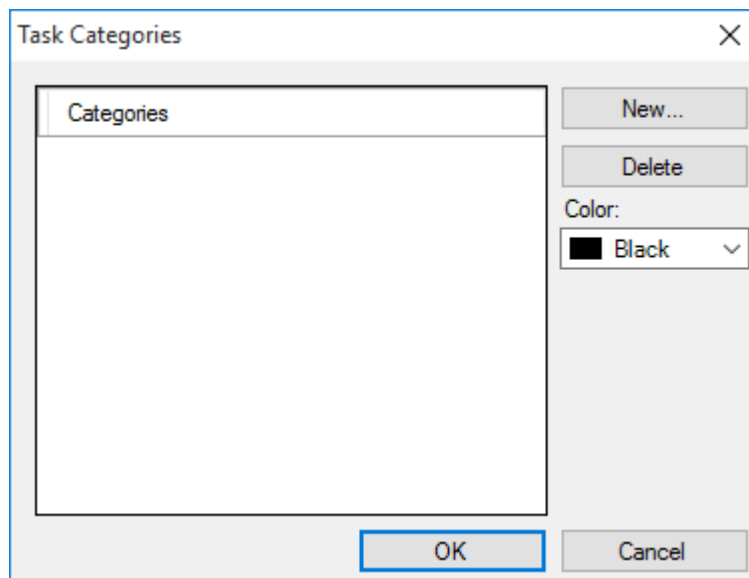 Task Categories
Categories
New...
Delete
Color:
Black
OK
Cancel